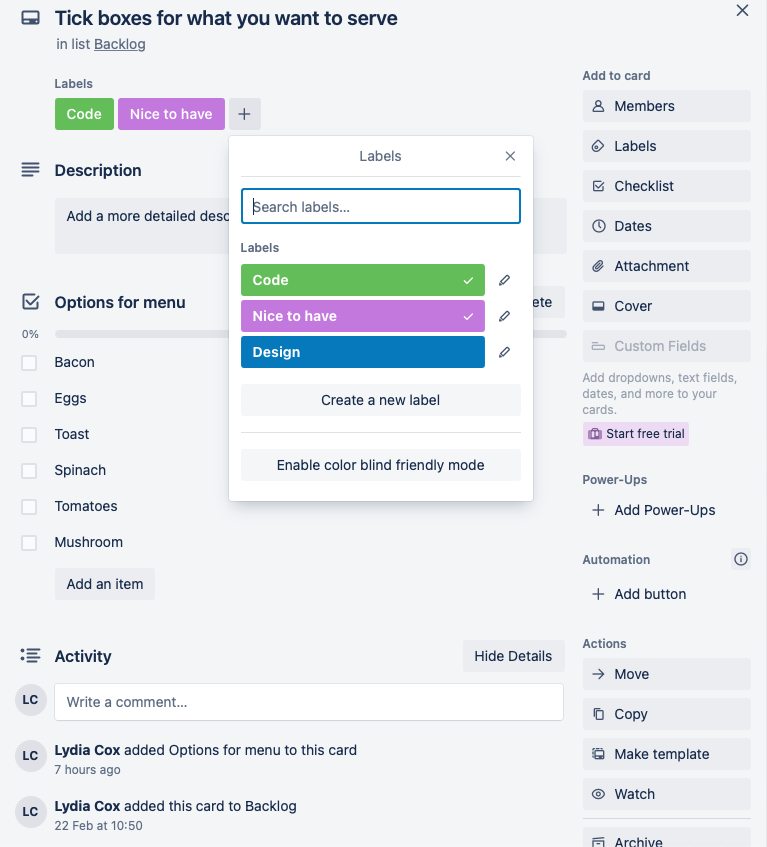 Tick boxes for what you want to serve
in list Backlog
Labels
Code
Nice to have
Description
Add a more detailed desc
Options for menu
ete
0%
Bacon
Eggs
Toast
Spinach
Tomatoes
Mushroom
Add an item
Labels
Search labels...
Labels
Code
Nice to have
Design
Create a new label
Enable color blind friendly mode
Activity
Hide Details
LC
Write a comment...
LC
Lydia Cox added Options for menu to this card
7 hours ago
LC
Lydia Cox added this card to Backlog
22 Feb at 10:50
Add to card
Members
Labels
Checklist
Dates
Attachment
Cover
Custom Fields
Add dropdowns, text fields,
dates, and more to your
cards.
Start free trial
Power-Ups
Add Power-Ups
Automation
Add button
Actions
Move
Copy
Make template
Watch
Archive